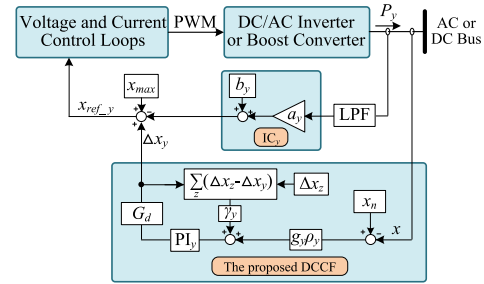 Voltage and Current
Control Loops
PWM
DC/AC Inverter
or Boost Converter
P_y
AC or
DC Bus
x_max
b_y
x_ref_y
a_y
LPF
IC_y
Δx_y
∑_z(Δx_z-Δx_y)
Δx_z
x_n
G_d
γ_y
PI_y
g_yρ_y
x
The proposed DCCF